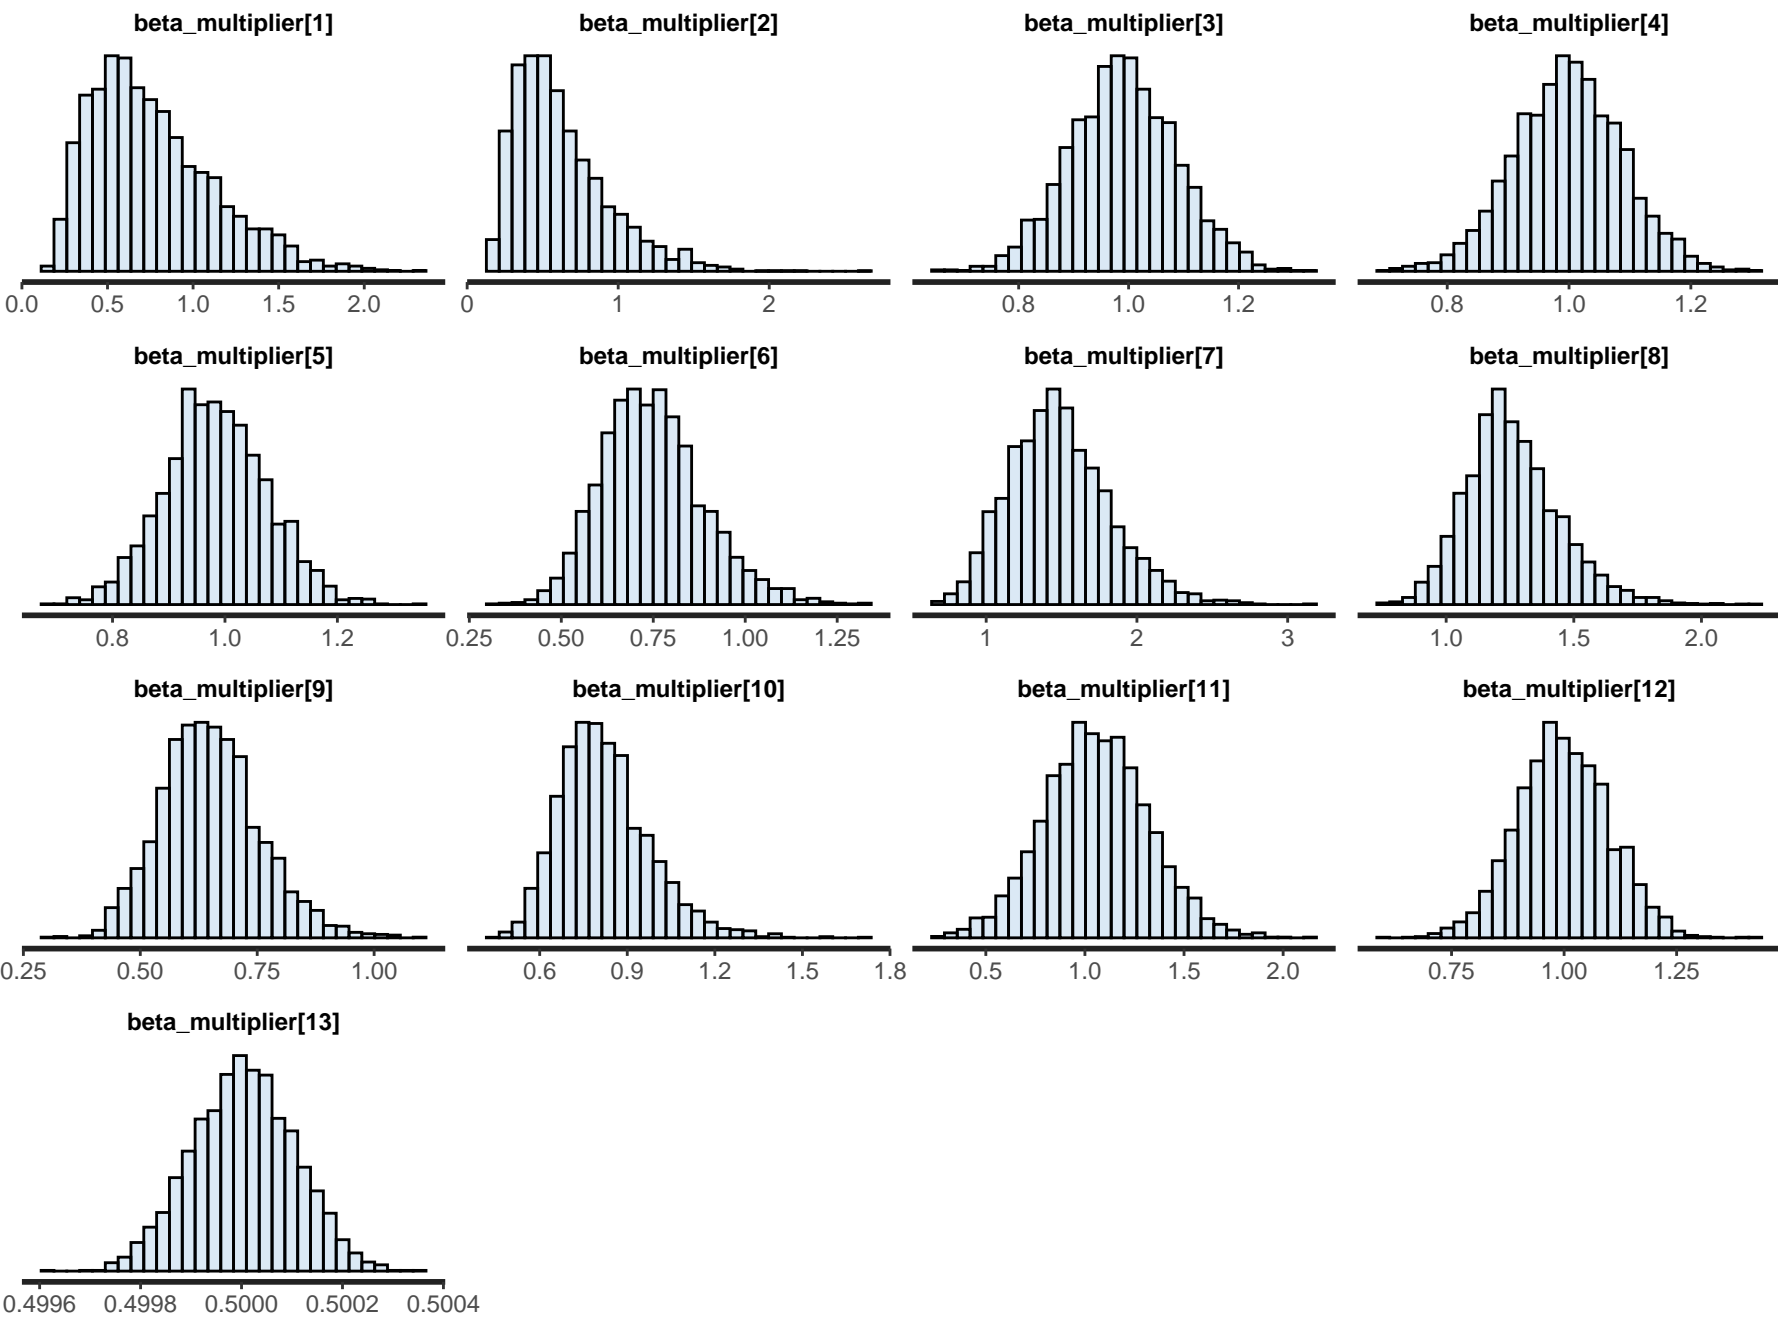 beta_multiplier[1] beta_multiplier[2] beta_multiplier[3] beta_multiplier[4]
0.0 0.5 1.0 1.5 2.0 0 1 2 0.8 1.0 1.2 0.8 1.0 1.2
beta_multiplier[5] beta_multiplier[6] beta_multiplier[7] beta_multiplier[8]
0.8 1.0 1.2 0.25 0.50 0.75 1.00 1.25 1 2 3 1.0 1.5 2.0
beta_multiplier[9] beta_multiplier[10] beta_multiplier[11] beta_multiplier[12]
0.25 0.50 0.75 1.00 0.6 0.9 1.2 1.5 1.8 0.5 1.0 1.5 2.0 0.75 1.00 1.25
beta_multiplier[13]
0.4996 0.4998 0.5000 0.5002 0.5004